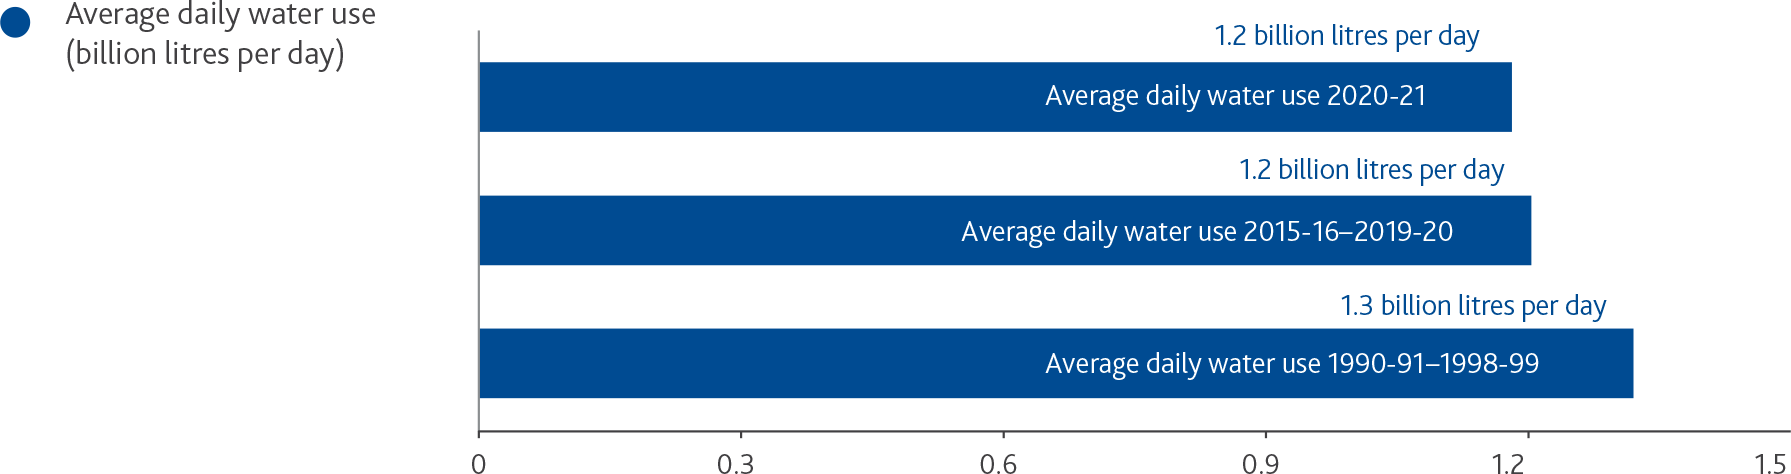 Average daily water use
(billion litres per day)
1.2 billion litres per day
Average daily water use 2020-21
1.2 billion litres per day
Average daily water use 2015-16–2019-20
1.3 billion litres per day
Average daily water use 1990-91–1998-99
0 0.3 0.6 0.9 1.2 1.5